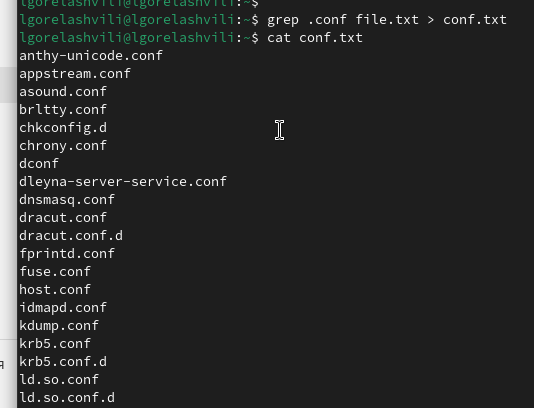 lgorelashvili@lgorelashvili:~$
lgorelashvili@lgorelashvili:~$ grep .conf file.txt > conf.txt
lgorelashvili@lgorelashvili:~$ cat conf.txt
anthy-unicode.conf
appstream.conf
asound.conf
brltty.conf
chkconfig.d
chrony.conf
dconf
dleyna-server-service.conf
dnsmasq.conf
dracut.conf
dracut.conf.d
fprintd.conf
fuse.conf
host.conf
idmapd.conf
kdump.conf
krb5.conf
я
krb5.conf.d
ld.so.conf
ld.so.conf.d